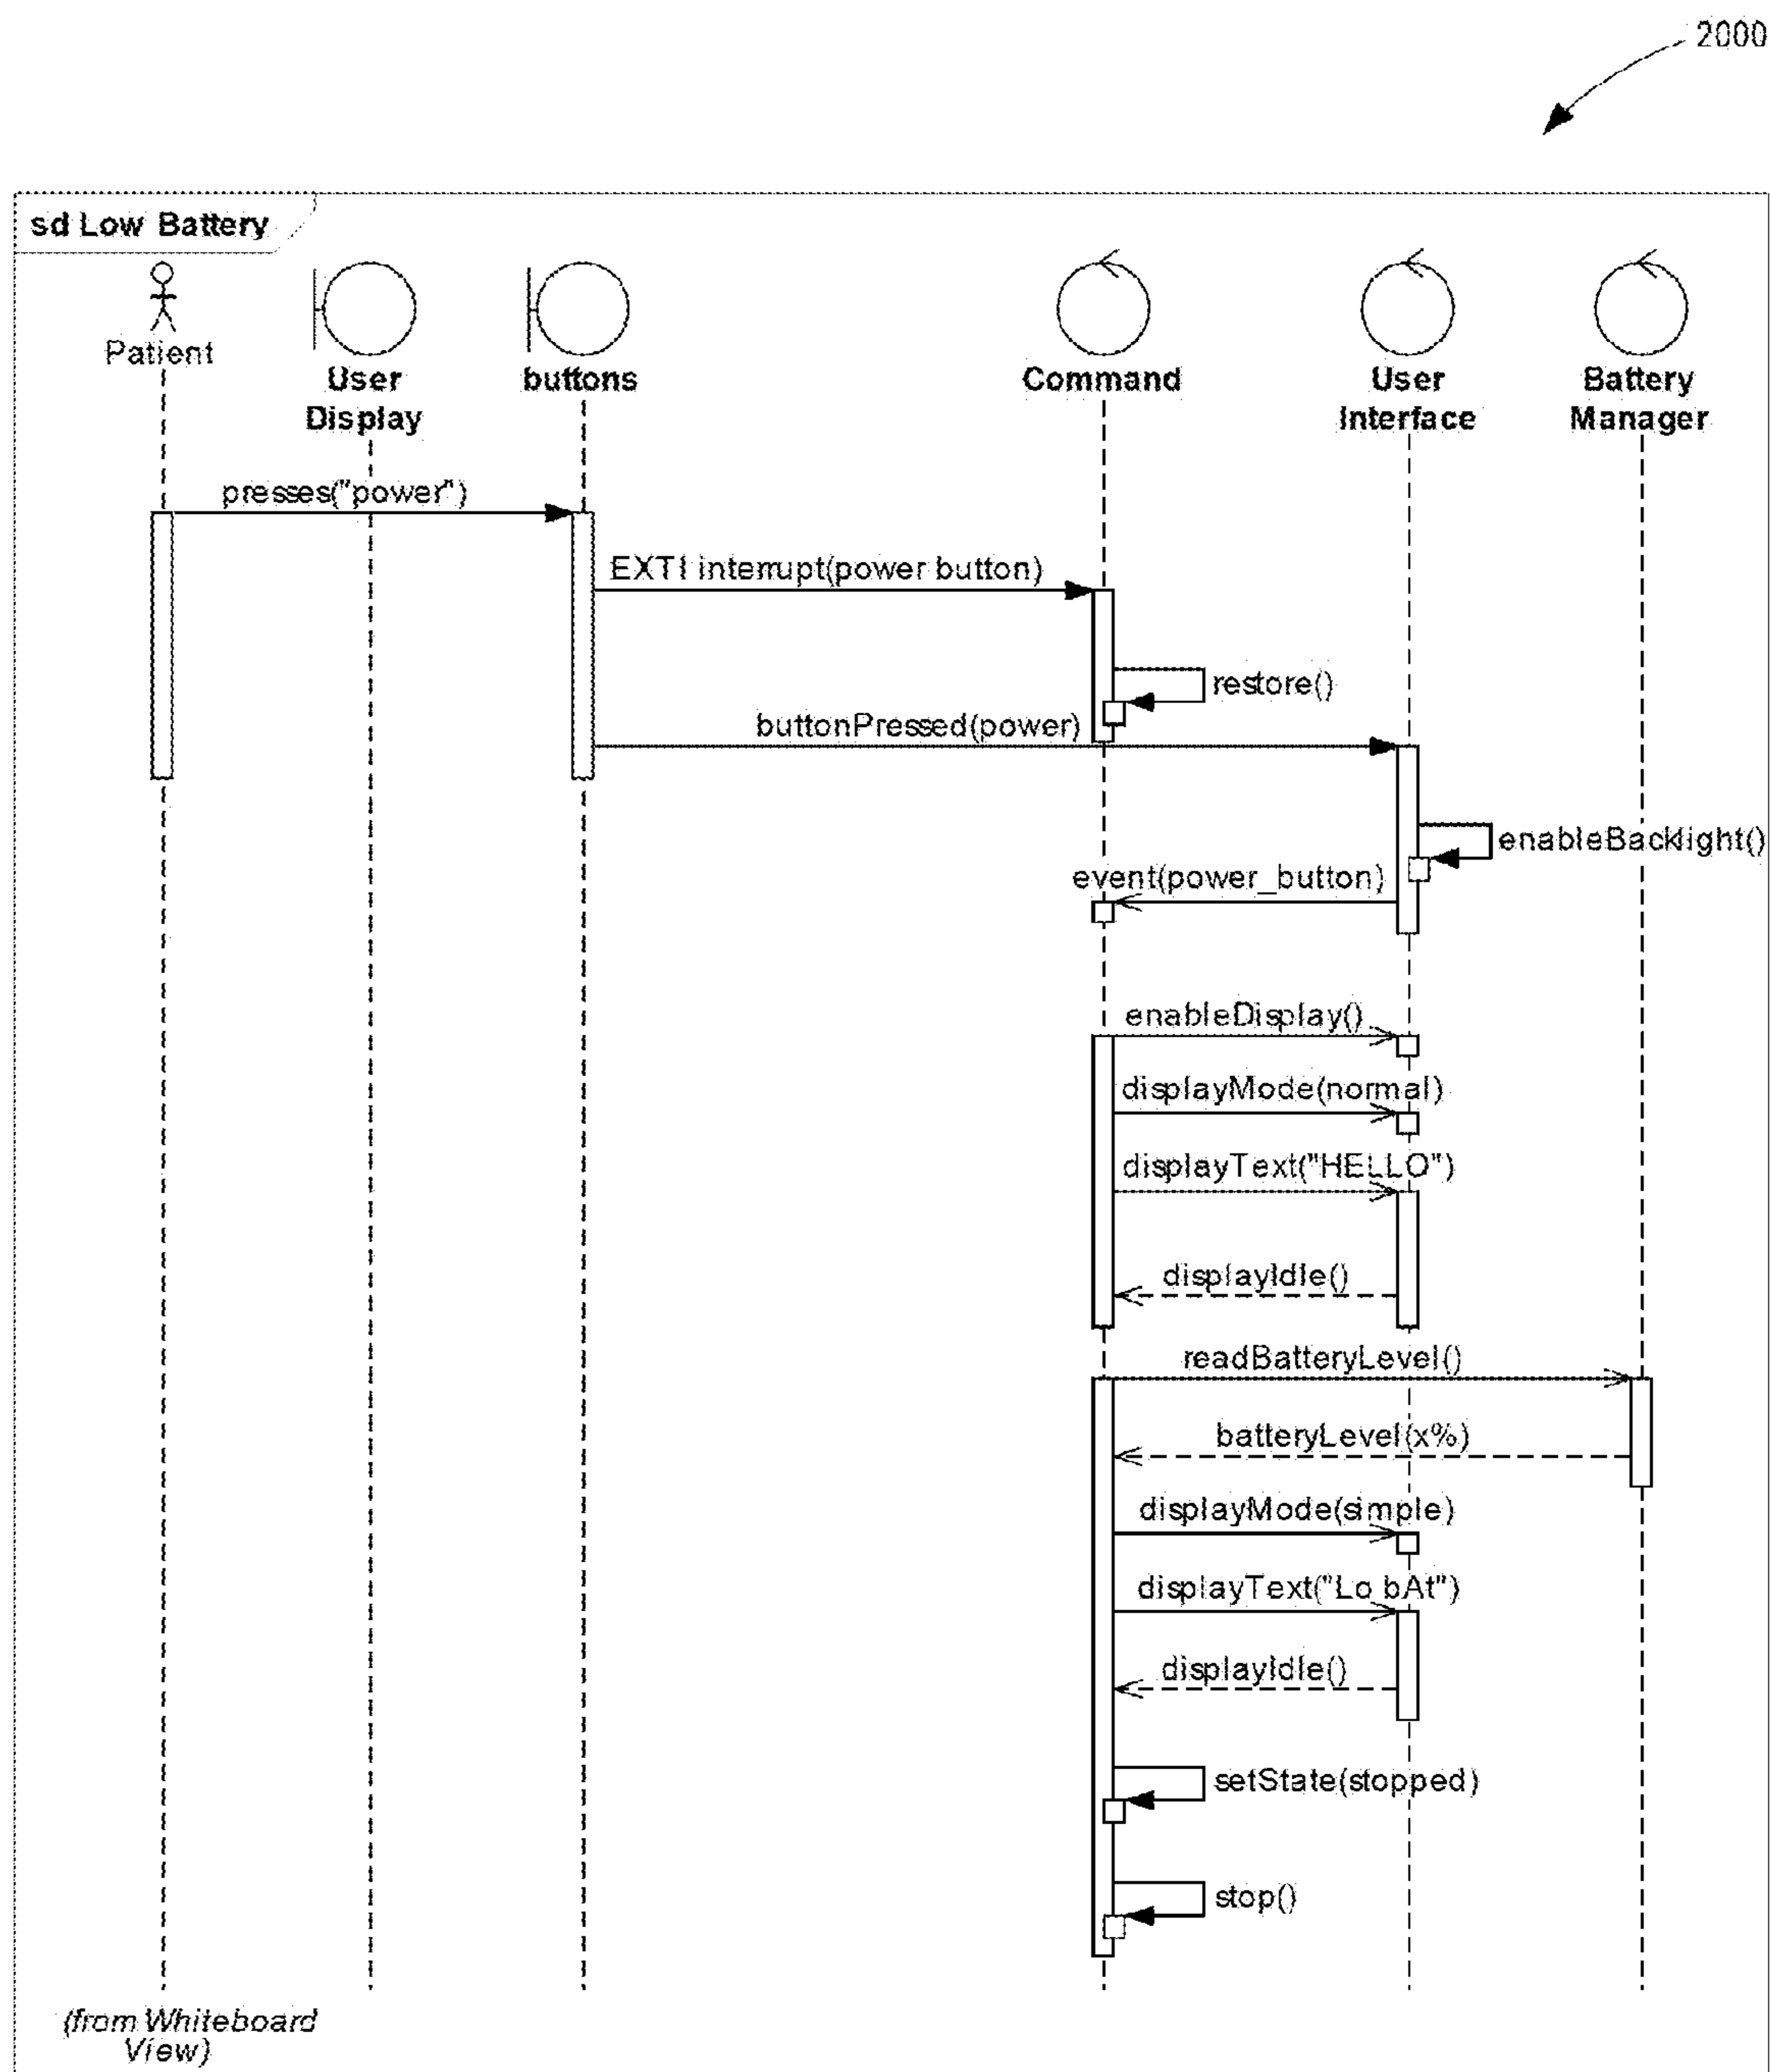 2000
sd Low Battery
Patient
User
Display
buttons
Command
User
Interface
Battery
Manager
presses("power")
EXTI interrupt(power button)
restore()
buttonPressed(power)
enableBacklight()
event(power_button)
enableDisplay()
displayMode(normal)
displayText("HELLO")
displayIdle()
readBatteryLevel()
batteryLevel(x%)
displayMode(simple)
displayText("Lo bAt")
displayIdle()
setState(stopped)
stop()
(from Whiteboard
View)